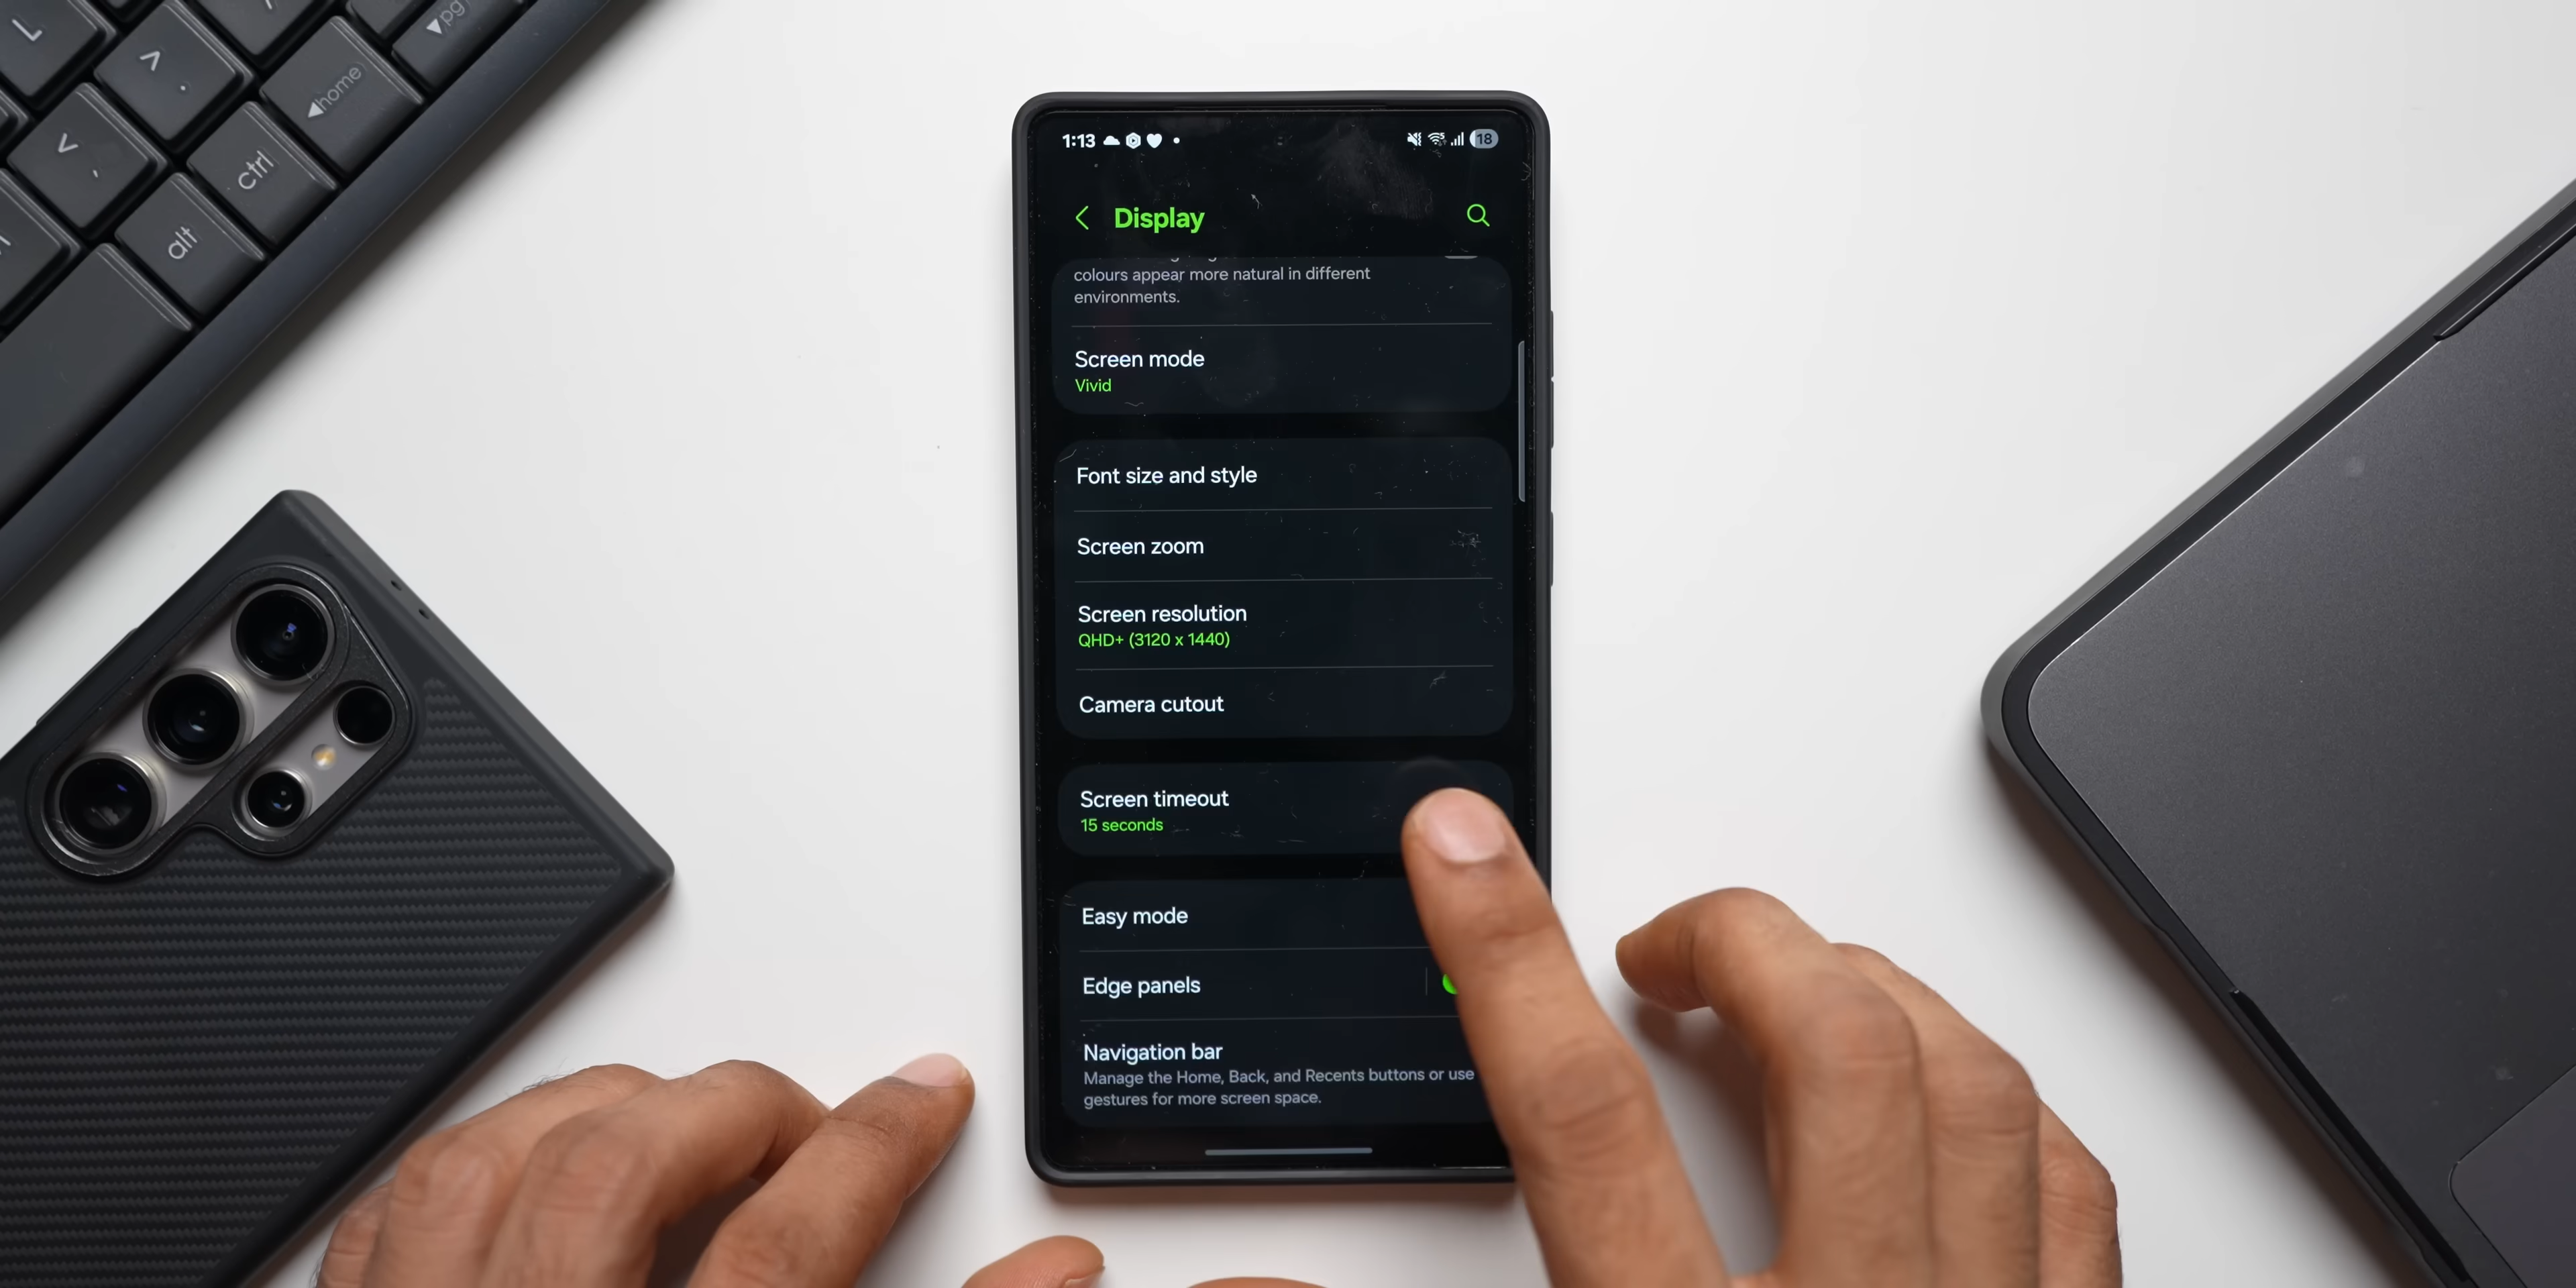 L
>
.
◀home
▼pg
<
,
ctrl
alt
1:13
18
Display
colours appear more natural in different
environments.
Screen mode
Vivid
Font size and style
Screen zoom
Screen resolution
QHD+ (3120 x 1440)
Camera cutout
Screen timeout
15 seconds
Easy mode
Edge panels
Navigation bar
Manage the Home, Back, and Recents buttons or use
gestures for more screen space.